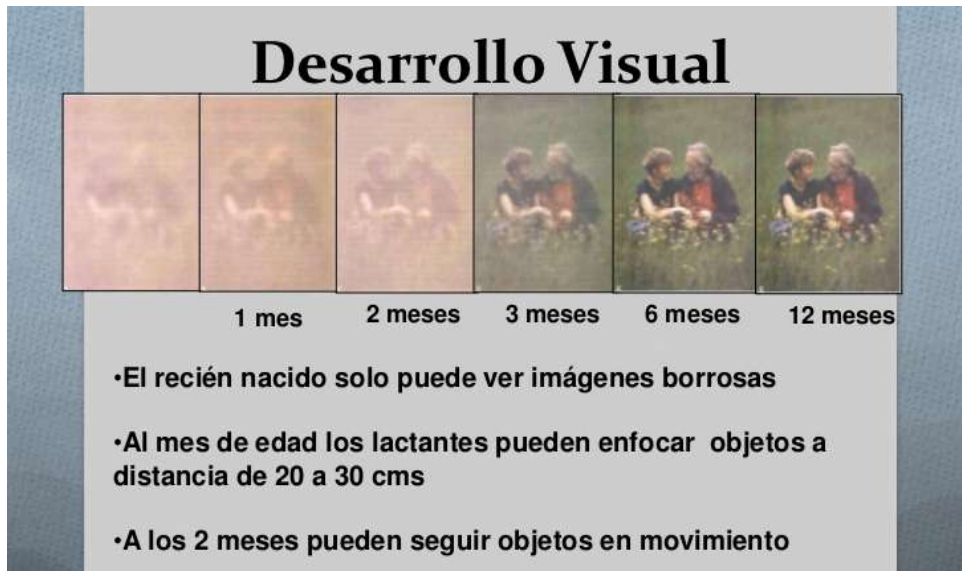 Desarrollo Visual
1 mes 2 meses 3 meses 6 meses 12 meses
•El recién nacido solo puede ver imágenes borrosas
•Al mes de edad los lactantes pueden enfocar objetos a
distancia de 20 a 30 cms
•A los 2 meses pueden seguir objetos en movimiento